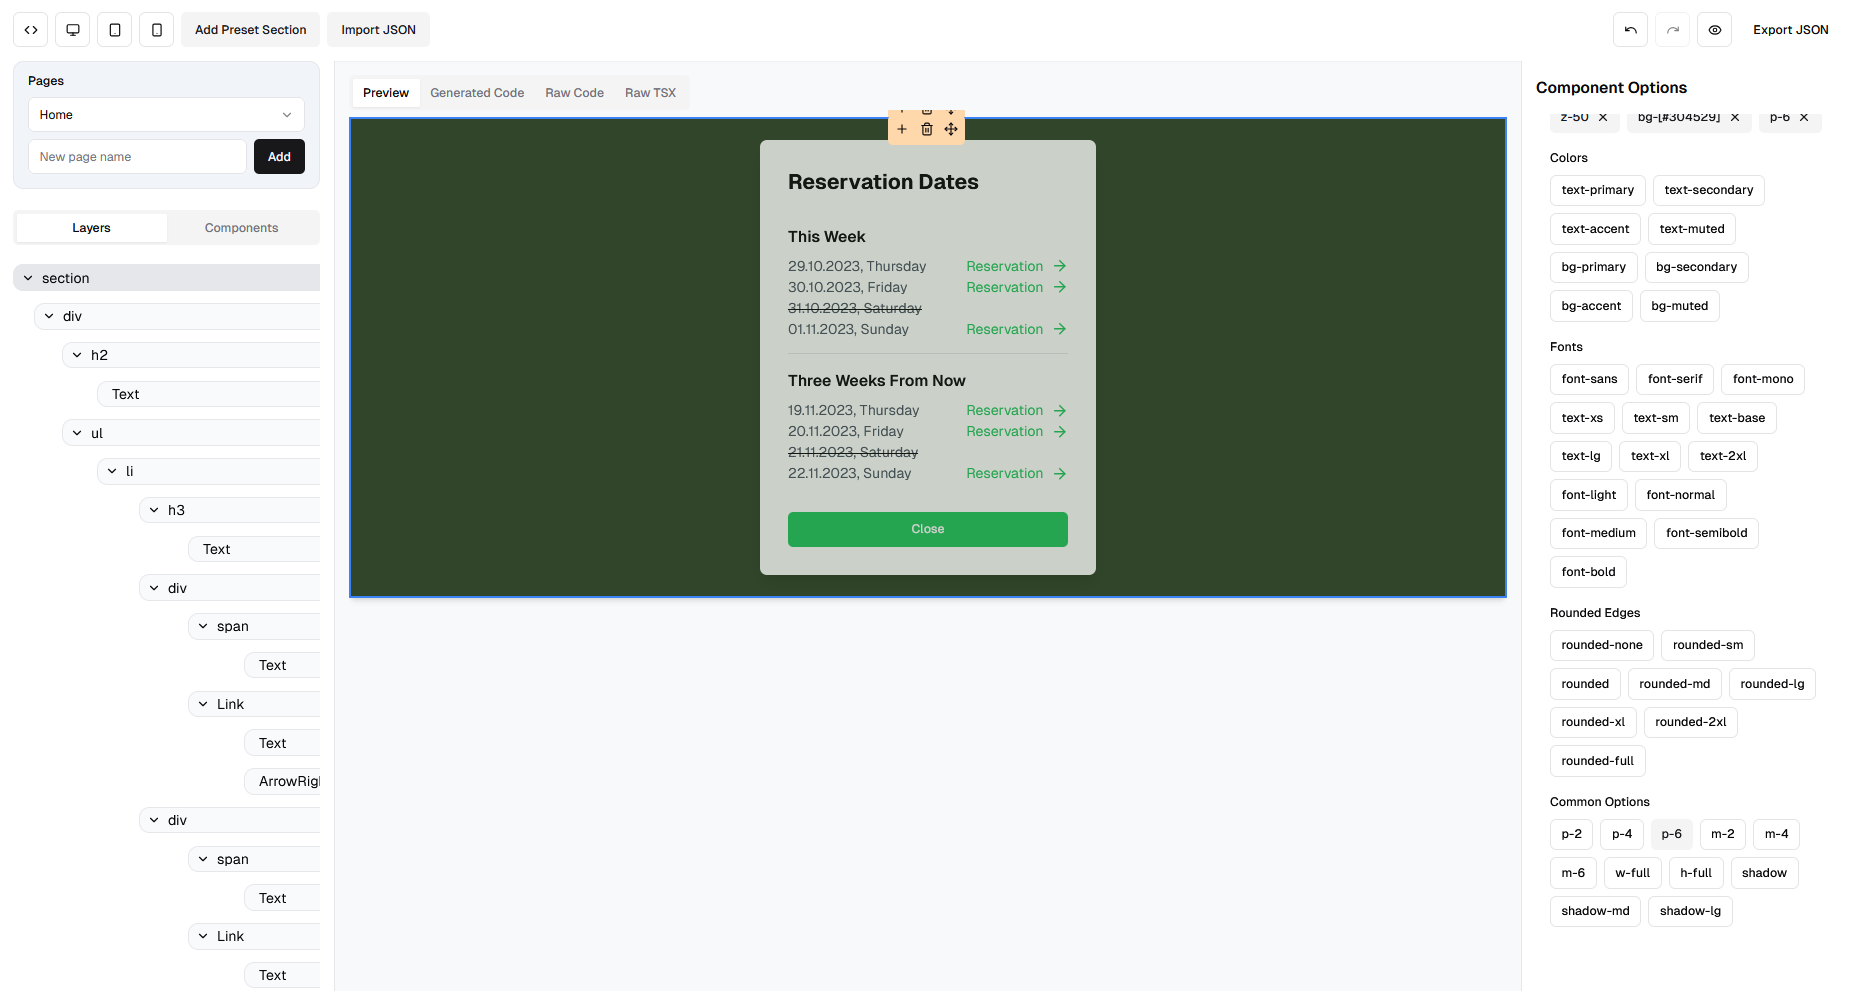 Add Preset Section
Import JSON
Export JSON
Pages
Home
New page name
Add
Layers
Components
section
div
h2
Text
ul
li
h3
Text
div
span
Text
Link
Text
ArrowRigh
div
span
Text
Link
Text
Preview
Generated Code
Raw Code
Raw TSX
Reservation Dates
This Week
29.10.2023, Thursday Reservation
30.10.2023, Friday Reservation
31.10.2023, Saturday
01.11.2023, Sunday Reservation
Three Weeks From Now
19.11.2023, Thursday Reservation
20.11.2023, Friday Reservation
21.11.2023, Saturday
22.11.2023, Sunday Reservation
Close
Component Options
z-50
bg-[#304529]
p-6
Colors
text-primary text-secondary
text-accent text-muted
bg-primary bg-secondary
bg-accent bg-muted
Fonts
font-sans font-serif font-mono
text-xs text-sm text-base
text-lg text-xl text-2xl
font-light font-normal
font-medium font-semibold
font-bold
Rounded Edges
rounded-none rounded-sm
rounded rounded-md rounded-lg
rounded-xl rounded-2xl
rounded-full
Common Options
p-2 p-4 p-6 m-2 m-4
m-6 w-full h-full shadow
shadow-md shadow-lg